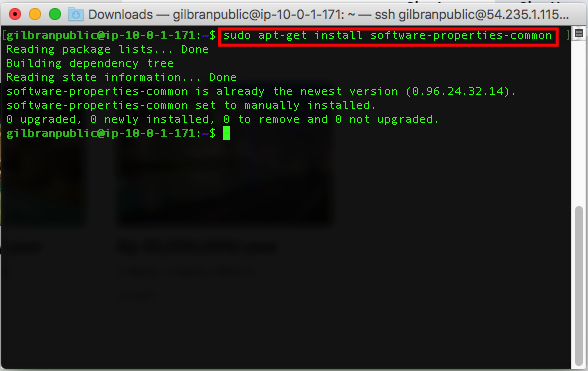 Downloads — gilbranpublic@ip-10-0-1-171: ~ — ssh gilbranpublic@54.235.1.115...
[gilbranpublic@ip-10-0-1-171:~$ sudo apt-get install software-properties-common ]
Reading package lists... Done
Building dependency tree
Reading state information... Done
software-properties-common is already the newest version (0.96.24.32.14).
software-properties-common set to manually installed.
0 upgraded, 0 newly installed, 0 to remove and 0 not upgraded.
gilbranpublic@ip-10-0-1-171:~$